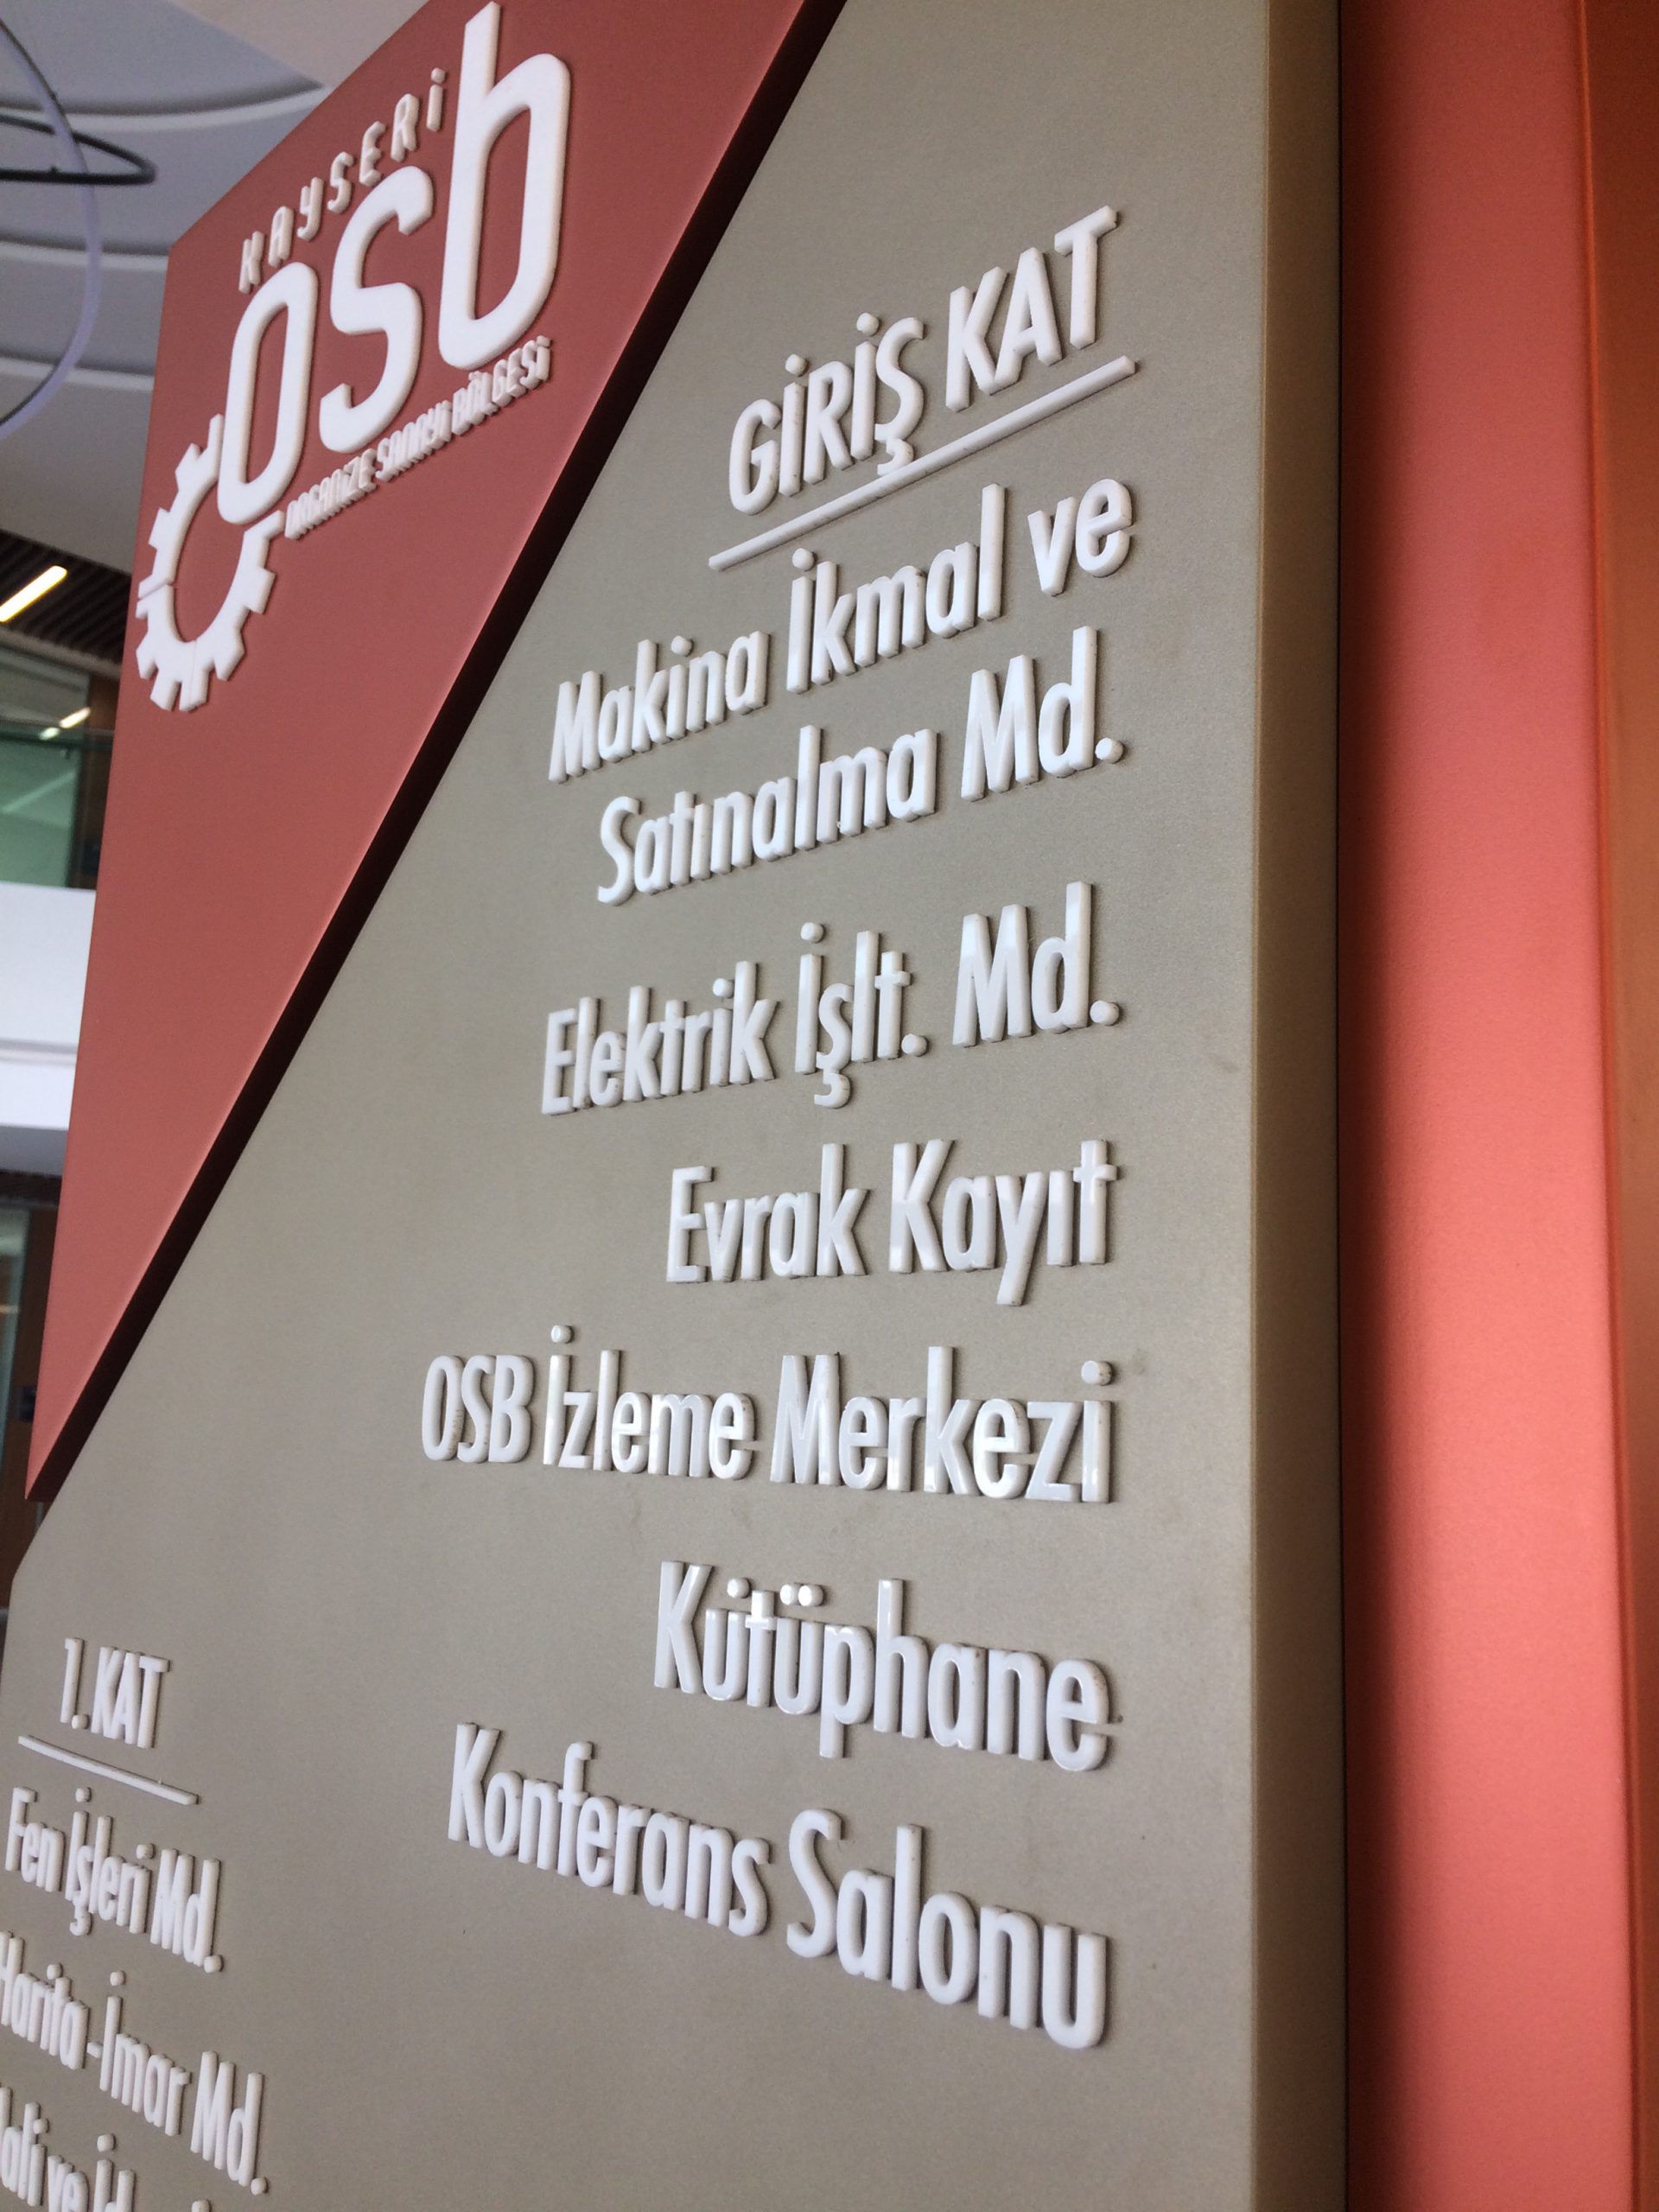 KAYSERİ
OSB
ORGANİZE SANAYİ BÖLGESİ
GİRİŞ KAT
Makina İkmal ve
Satınalma Md.
Elektrik İşlt. Md.
Evrak Kayıt
OSB İzleme Merkezi
Kütüphane
Konferans Salonu
1. KAT
Fen İşleri Md.
Harita-İmar Md.
ve